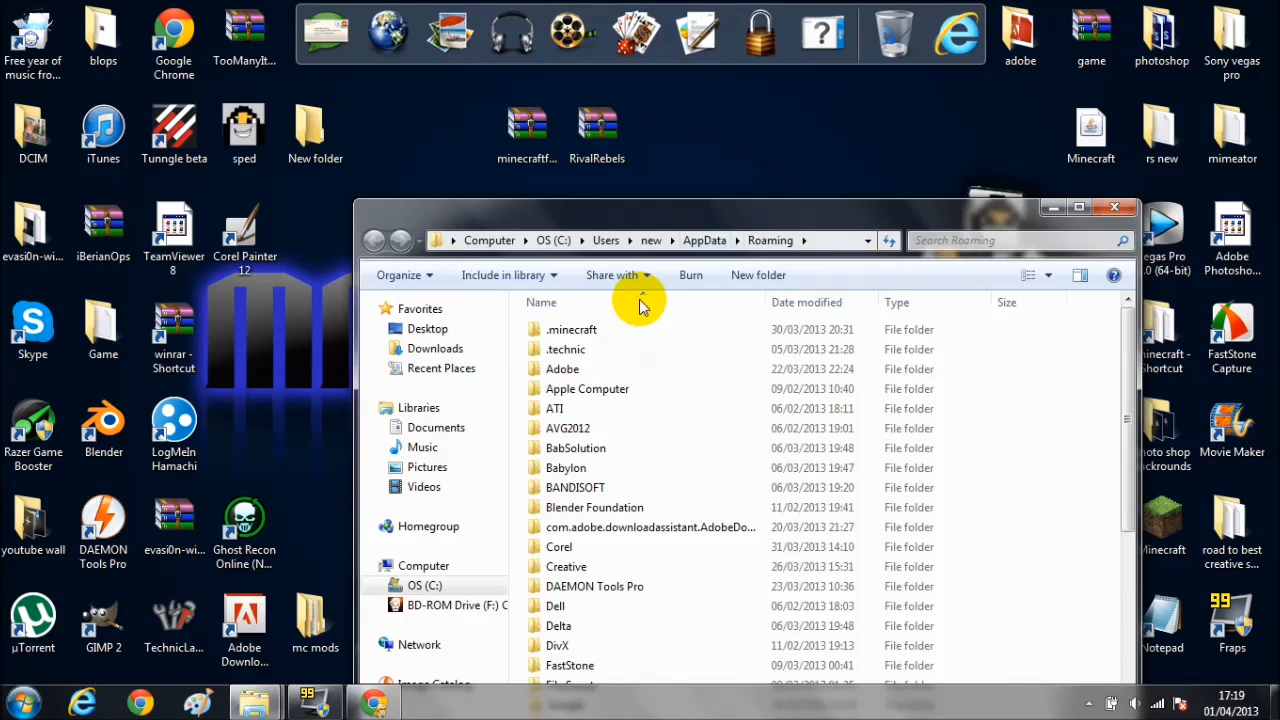 Free year of music fro...
blops
Google Chrome
TooManyIt...
adobe
game
photoshop
Sony vegas pro
DCIM
iTunes
Tunngle beta
sped
New folder
minecraftf...
RivalRebels
Minecraft
rs new
mimeator
evasi0n-wi...
iBerianOps
TeamViewer 8
Corel Painter 12
Computer
OS (C:)
Users
new
AppData
Roaming
Search Roaming
Vegas Pro
10 (64-bit)
Adobe Photosho...
Organize
Include in library
Share with
Burn
New folder
Name
Date modified
Type
Size
Favorites
Desktop
Downloads
Recent Places
Libraries
Documents
Music
Pictures
Videos
Homegroup
Computer
OS (C:)
BD-ROM Drive (F:) C
Network
.minecraft 30/03/2013 20:31 File folder
.technic 05/03/2013 21:28 File folder
Adobe 22/03/2013 22:24 File folder
Apple Computer 09/02/2013 10:40 File folder
ATI 06/02/2013 18:11 File folder
AVG2012 06/02/2013 19:01 File folder
BabSolution 06/03/2013 19:48 File folder
Babylon 06/03/2013 19:47 File folder
BANDISOFT 06/03/2013 19:20 File folder
Blender Foundation 11/02/2013 19:41 File folder
com.adobe.downloadassistant.AdobeDo... 20/03/2013 21:27 File folder
Corel 31/03/2013 14:10 File folder
Creative 26/03/2013 15:31 File folder
DAEMON Tools Pro 23/03/2013 10:36 File folder
Dell 06/02/2013 18:03 File folder
Delta 06/03/2013 19:48 File folder
DivX 11/02/2013 19:13 File folder
FastStone 09/03/2013 00:41 File folder
Skype
Game
winrar - Shortcut
minecraft - Shortcut
FastStone Capture
Razer Game Booster
Blender
LogMeIn Hamachi
photo shop backrounds
Movie Maker
youtube wall
DAEMON Tools Pro
evasi0n-wi...
Ghost Recon Online (N...
Minecraft
road to best creative s...
µTorrent
GIMP 2
TechnicLa...
Adobe Downlo...
mc mods
Notepad
99
Fraps
99
17:19
01/04/2013